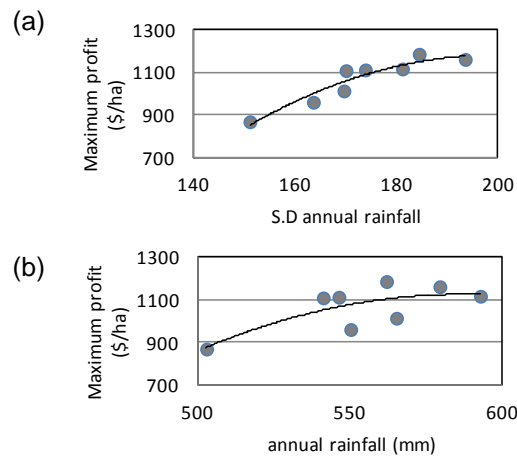 (a)
Maximum profit
($/ha)
1300
1100
900
700
140 160 180 200
S.D annual rainfall
(b)
Maximum profit
($/ha)
1300
1100
900
700
500 550 600
annual rainfall (mm)